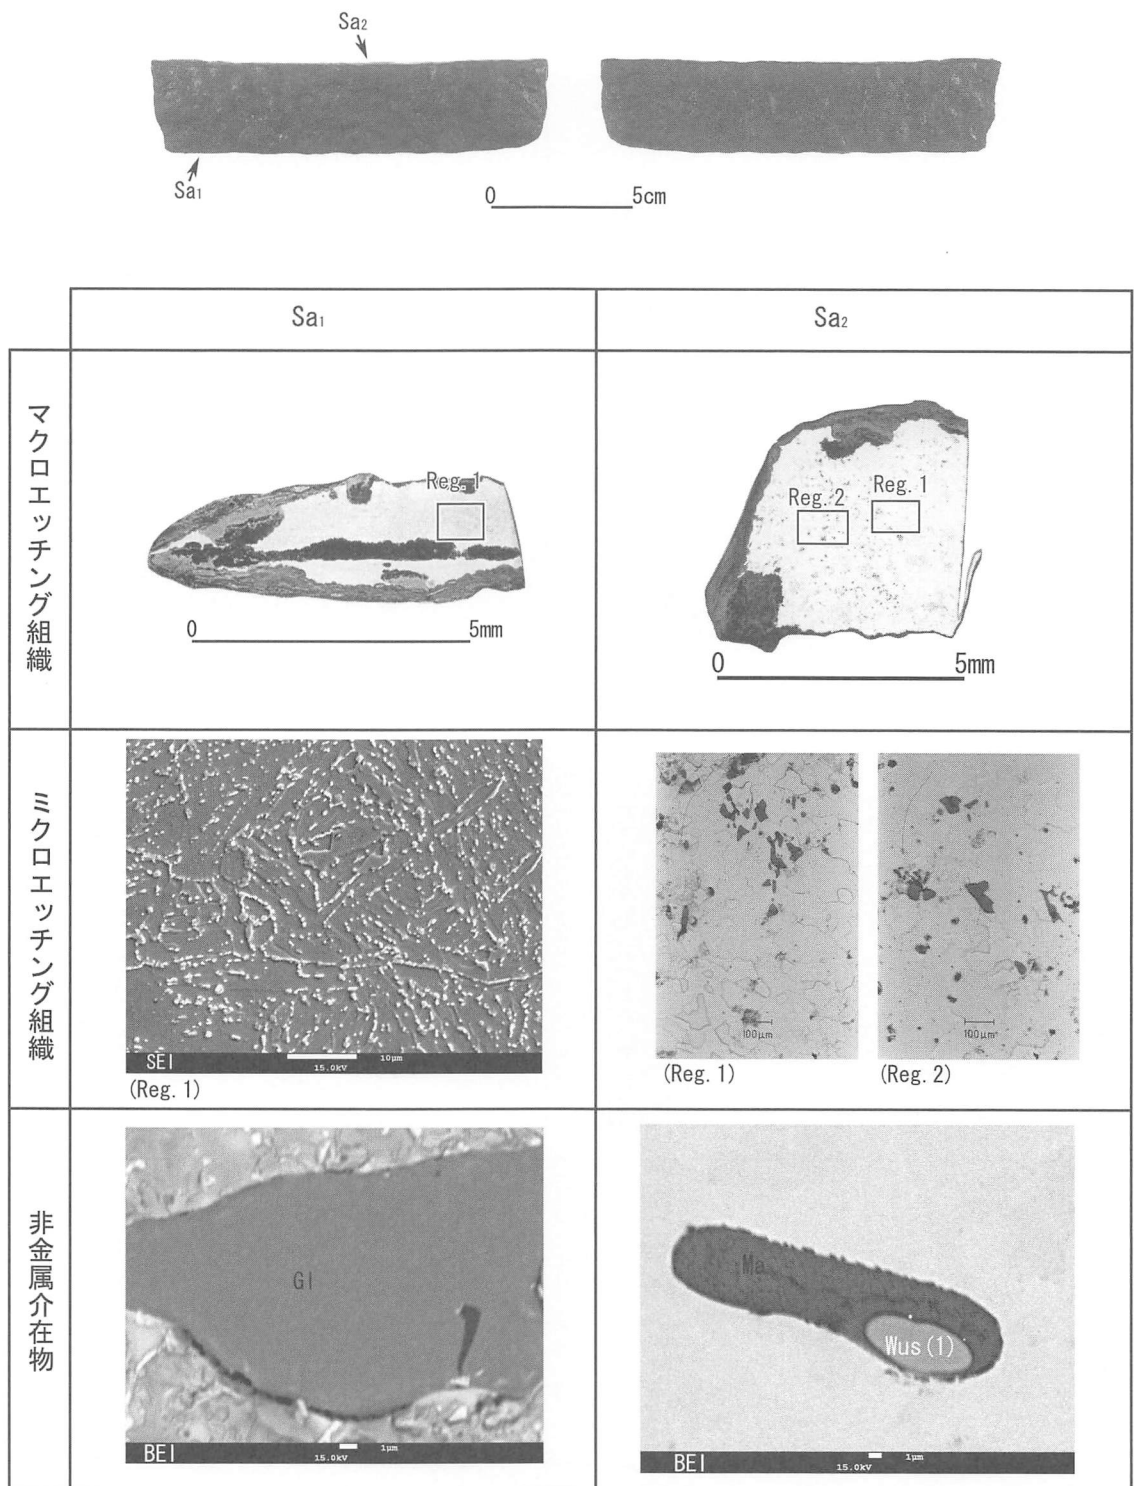 Sa₂
Sa₁
0 5cm
Sa₁ Sa₂
マクロエッチング組織
Reg. 1
0 5mm
Reg. 2 Reg. 1
0 5mm
ミクロエッチング組織
SEI 15.0kV 10μm
(Reg. 1)
100μm
(Reg. 1)
100μm
(Reg. 2)
非金属介在物
Gl
BEI 15.0kV 1μm
Ma
Wus(1)
BEI 15.0kV 1μm